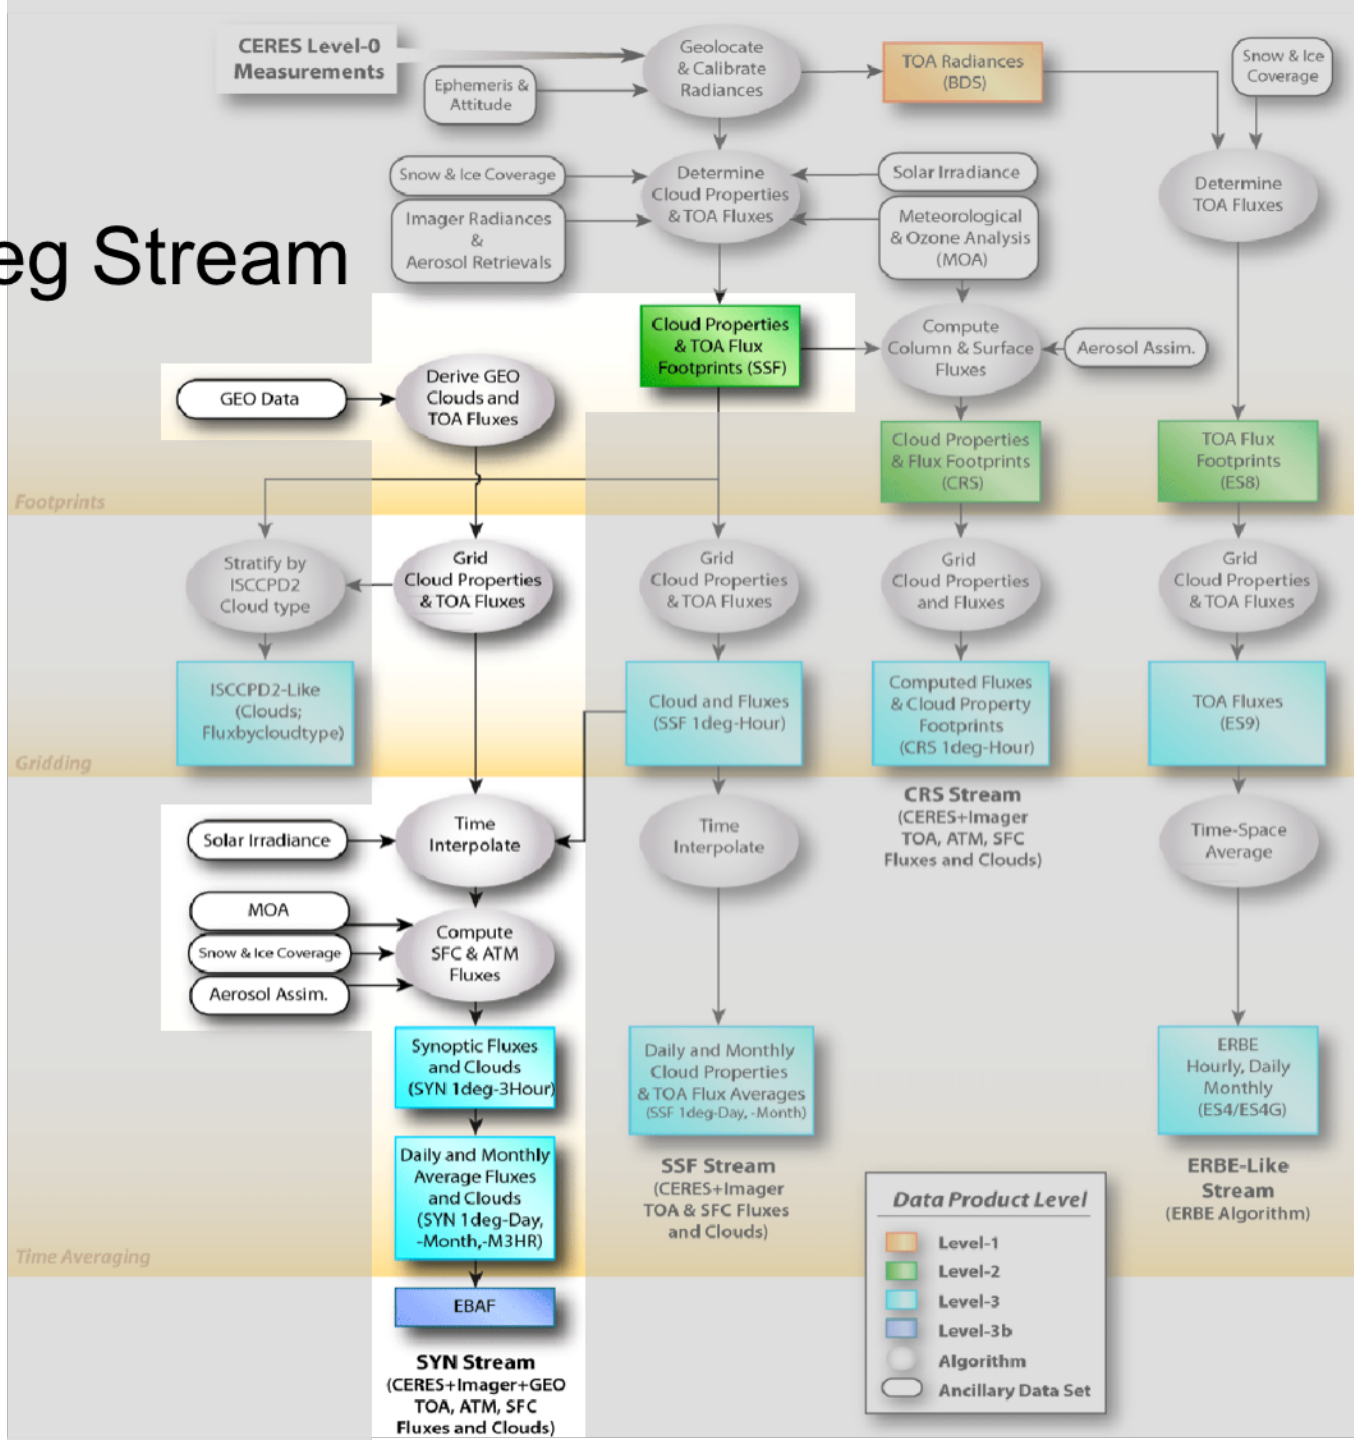 CERES Level-0
Measurements
Geolocate
& Calibrate
Radiances
TOA Radiances
(BDS)
Snow & Ice
Coverage
Ephemeris &
Attitude
Snow & Ice Coverage
Determine
Cloud Properties
& TOA Fluxes
Solar Irradiance
Determine
TOA Fluxes
Imager Radiances
&
Aerosol Retrievals
Meteorological
& Ozone Analysis
(MOA)
eg Stream
Cloud Properties
& TOA Flux
Footprints (SSF)
Compute
Column & Surface
Fluxes
Aerosol Assim.
GEO Data
Derive GEO
Clouds and
TOA Fluxes
Cloud Properties
& Flux Footprints
(CRS)
TOA Flux
Footprints
(ES8)
Footprints
Stratify by
ISCCPD2
Cloud type
Grid
Cloud Properties
& TOA Fluxes
Grid
Cloud Properties
& TOA Fluxes
Grid
Cloud Properties
and Fluxes
Grid
Cloud Properties
& TOA Fluxes
ISCCPD2-Like
(Clouds;
Fluxbycloudtype)
Cloud and Fluxes
(SSF 1deg-Hour)
Computed Fluxes
& Cloud Property
Footprints
(CRS 1deg-Hour)
TOA Fluxes
(ES9)
Gridding
CRS Stream
(CERES+Imager
TOA, ATM, SFC
Fluxes and Clouds)
Solar Irradiance
Time
Interpolate
Time
Interpolate
Time-Space
Average
MOA
Snow & Ice Coverage
Aerosol Assim.
Compute
SFC & ATM
Fluxes
Synoptic Fluxes
and Clouds
(SYN 1deg-3Hour)
Daily and Monthly
Cloud Properties
& TOA Flux Averages
(SSF 1deg-Day, -Month)
ERBE
Hourly, Daily
Monthly
(ES4/ES4G)
Daily and Monthly
Average Fluxes
and Clouds
(SYN 1deg-Day,
-Month,-M3HR)
SSF Stream
(CERES+Imager
TOA & SFC Fluxes
and Clouds)
ERBE-Like
Stream
(ERBE Algorithm)
Time Averaging
EBAF
SYN Stream
(CERES+Imager+GEO
TOA, ATM, SFC
Fluxes and Clouds)
Data Product Level
Level-1
Level-2
Level-3
Level-3b
Algorithm
Ancillary Data Set